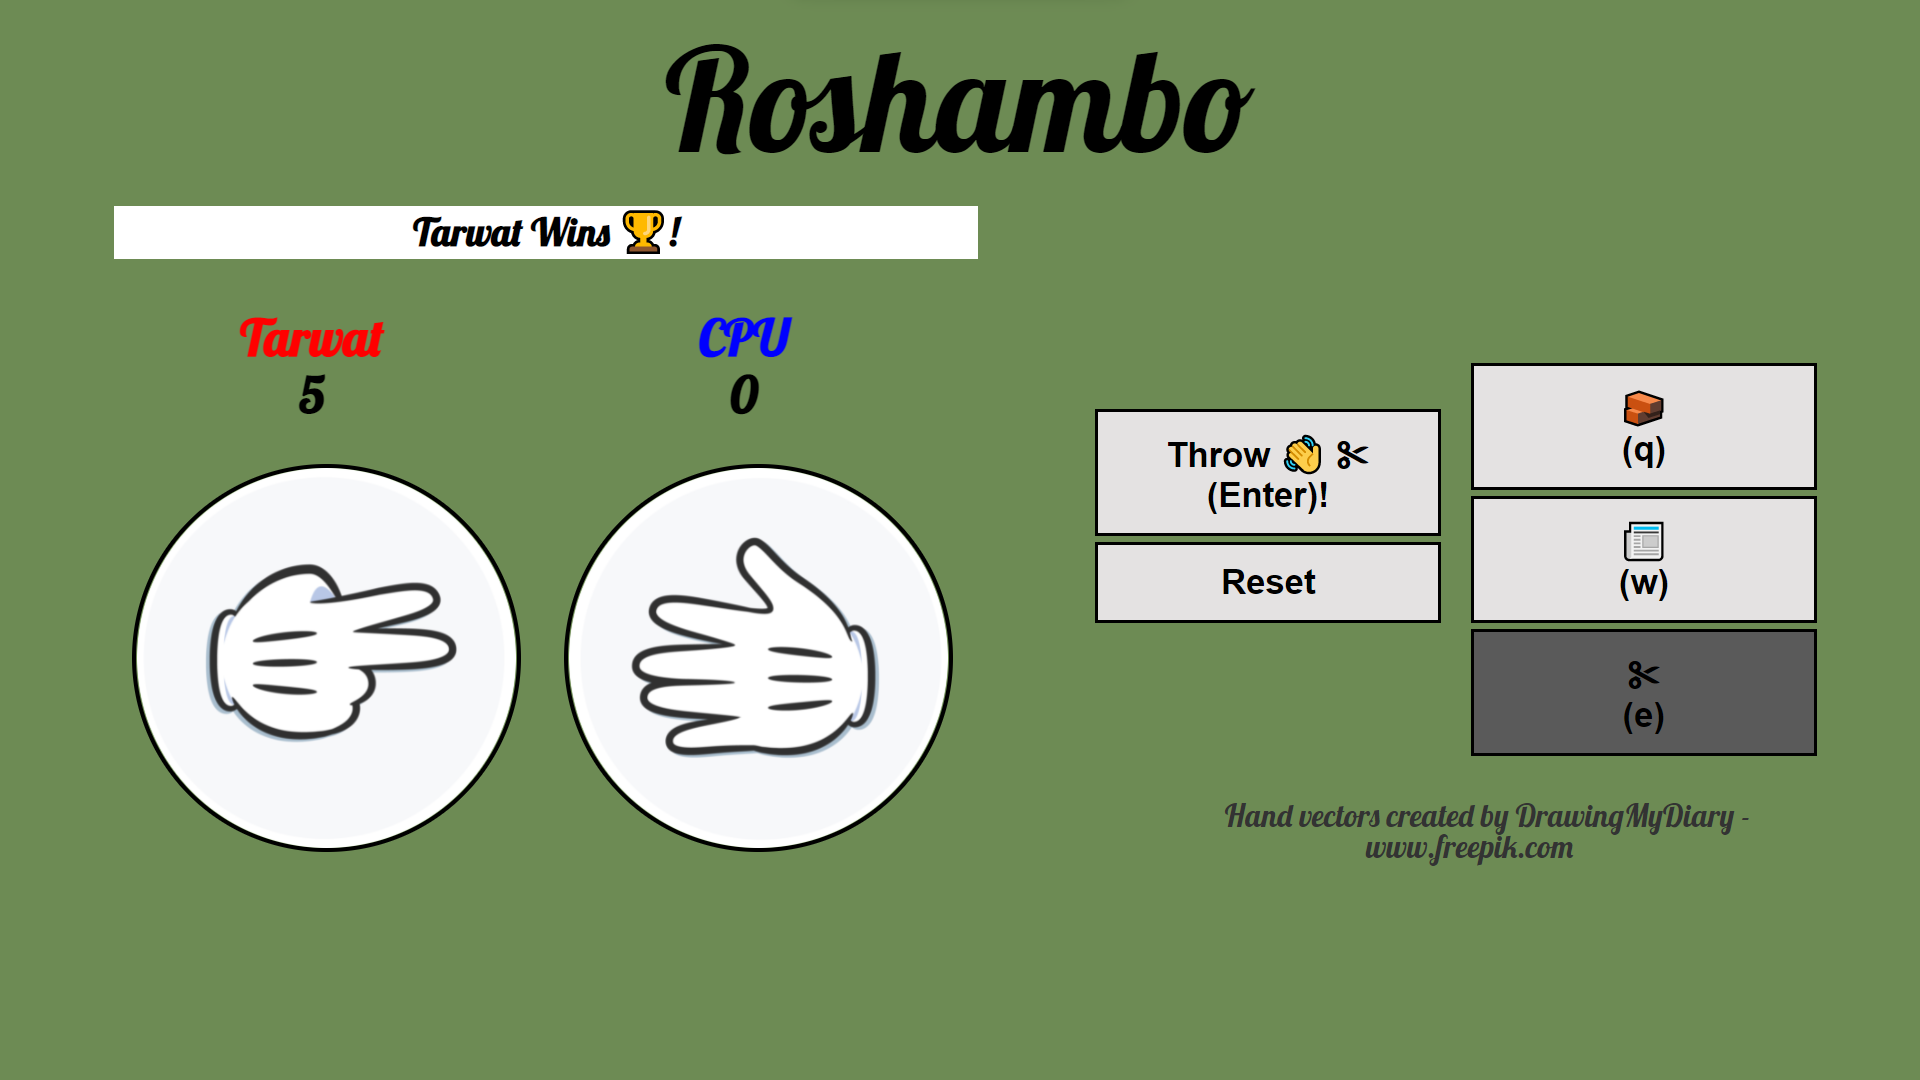 Roshambo
Tarwat Wins 🏆!
Tarwat
5
CPU
0
Throw 👋 ✂
(Enter)!
Reset
(q)
(w)
(e)
Hand vectors created by DrawingMyDiary -
www.freepik.com